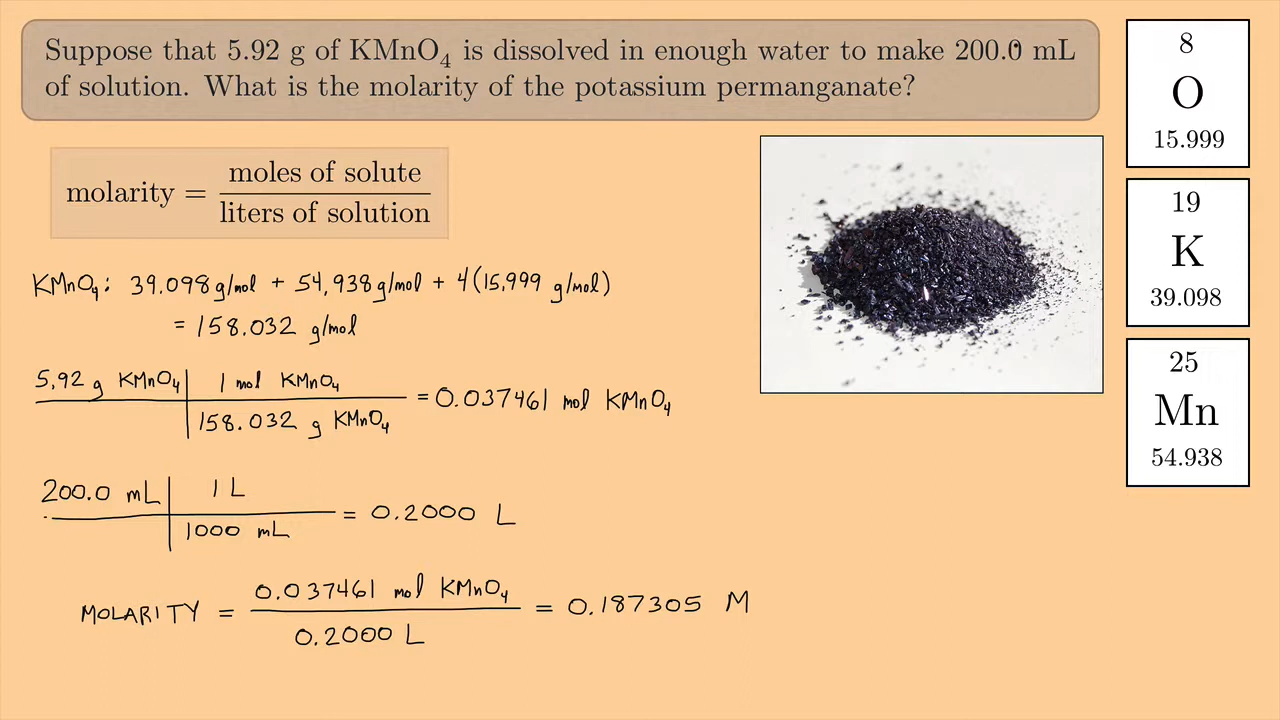 Suppose that 5.92 g of KMnO₄ is dissolved in enough water to make 200.0 mL
of solution. What is the molarity of the potassium permanganate?
molarity = moles of solute / liters of solution
KMnO₄: 39.098 g/mol + 54.938 g/mol + 4(15.999 g/mol)
= 158.032 g/mol
5.92 g KMnO₄ | 1 mol KMnO₄
158.032 g KMnO₄
= 0.037461 mol KMnO₄
200.0 mL | 1 L
1000 mL
= 0.2000 L
MOLARITY = 0.037461 mol KMnO₄ / 0.2000 L = 0.187305 M
8
O
15.999
19
K
39.098
25
Mn
54.938